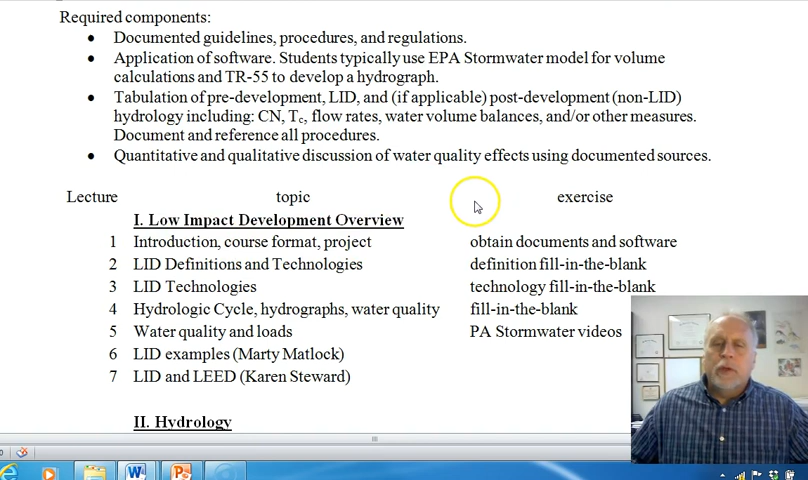 Required components:
• Documented guidelines, procedures, and regulations.
• Application of software. Students typically use EPA Stormwater model for volume
calculations and TR-55 to develop a hydrograph.
• Tabulation of pre-development, LID, and (if applicable) post-development (non-LID)
hydrology including: CN, Tc, flow rates, water volume balances, and/or other measures.
Document and reference all procedures.
• Quantitative and qualitative discussion of water quality effects using documented sources.
Lecture topic exercise
I. Low Impact Development Overview
1 Introduction, course format, project obtain documents and software
2 LID Definitions and Technologies definition fill-in-the-blank
3 LID Technologies technology fill-in-the-blank
4 Hydrologic Cycle, hydrographs, water quality fill-in-the-blank
5 Water quality and loads PA Stormwater videos
6 LID examples (Marty Matlock)
7 LID and LEED (Karen Steward)
II. Hydrology